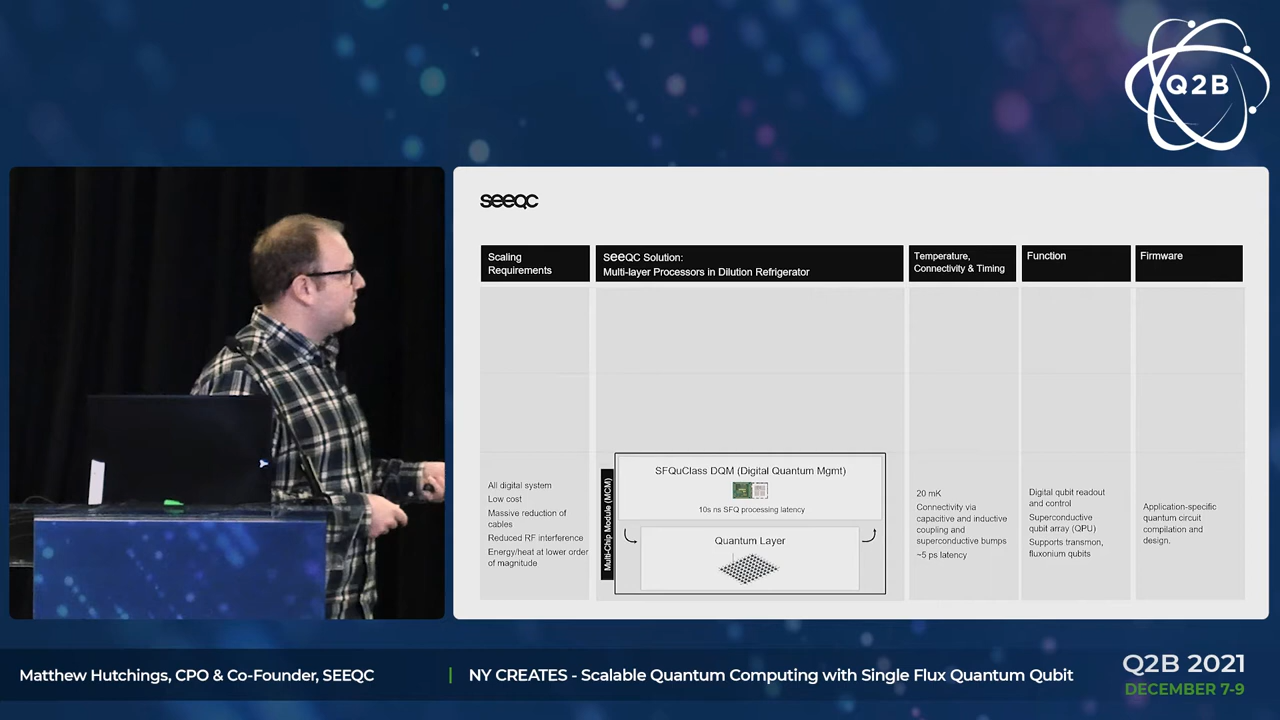 Q2B
seeqc
Scaling
Requirements
seeQC Solution:
Multi-layer Processors in Dilution Refrigerator
Temperature,
Connectivity & Timing
Function
Firmware
All digital system
Low cost
Massive reduction of
cables
Reduced RF interference
Energy/heat at lower order
of magnitude
Multi-Chip Module (MCM)
SFQuClass DQM (Digital Quantum Mgmt)
10s ns SFQ processing latency
Quantum Layer
20 mK
Connectivity via
capacitive and inductive
coupling and
superconductive bumps
~5 ps latency
Digital qubit readout
and control
Superconductive
qubit array (QPU)
Supports transmon,
fluxonium qubits
Application-specific
quantum circuit
compilation and
design.
Matthew Hutchings, CPO & Co-Founder, SEEQC
NY CREATES - Scalable Quantum Computing with Single Flux Quantum Qubit
Q2B 2021
DECEMBER 7-9